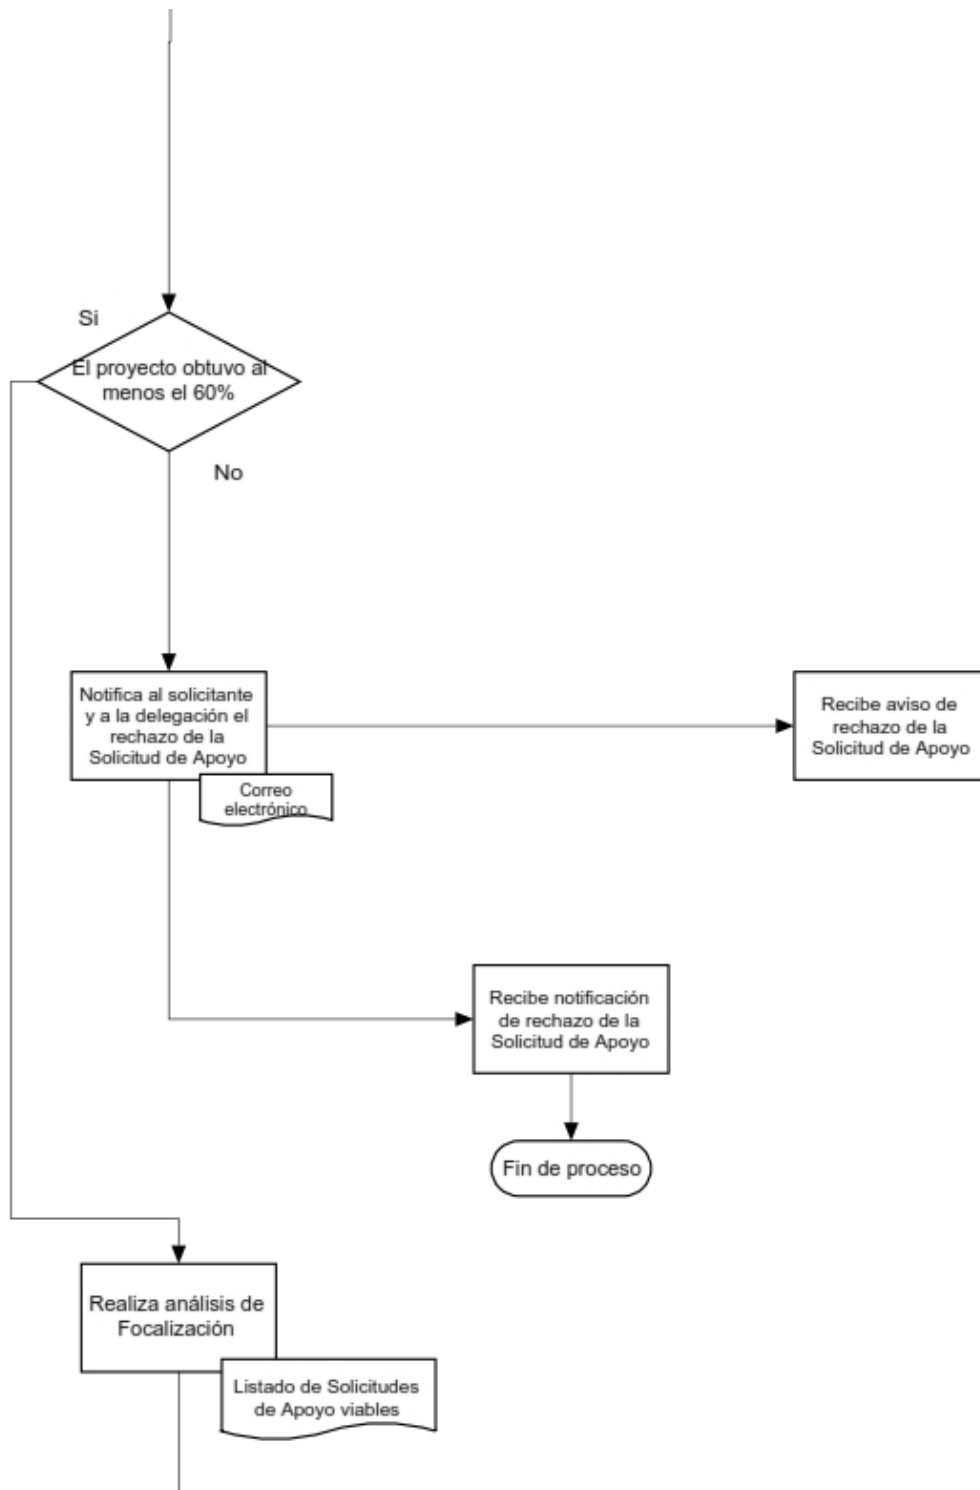 Si
El proyecto obtuvo al
menos el 60%
No
Notifica al solicitante
y a la delegación el
rechazo de la
Solicitud de Apoyo
Correo
electrónico
Recibe aviso de
rechazo de la
Solicitud de Apoyo
Recibe notificación
de rechazo de la
Solicitud de Apoyo
Fin de proceso
Realiza análisis de
Focalización
Listado de Solicitudes
de Apoyo viables